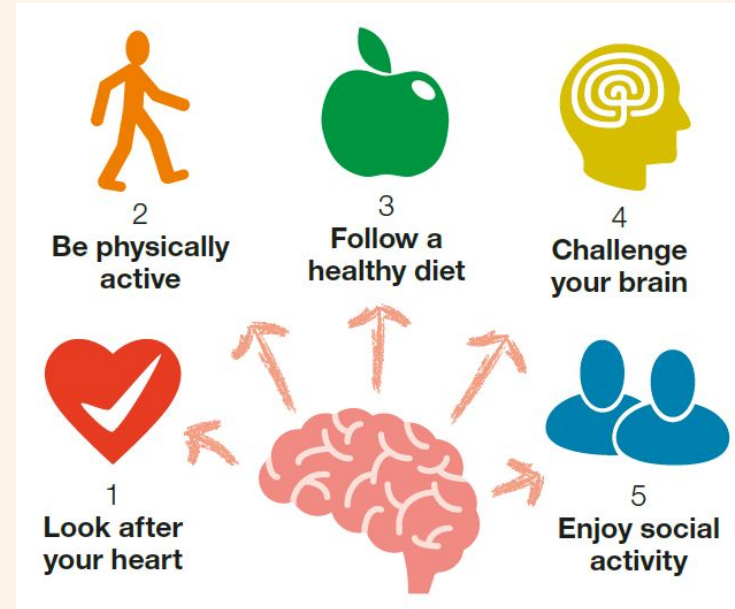 1
Look after
your heart
2
Be physically
active
3
Follow a
healthy diet
4
Challenge
your brain
5
Enjoy social
activity